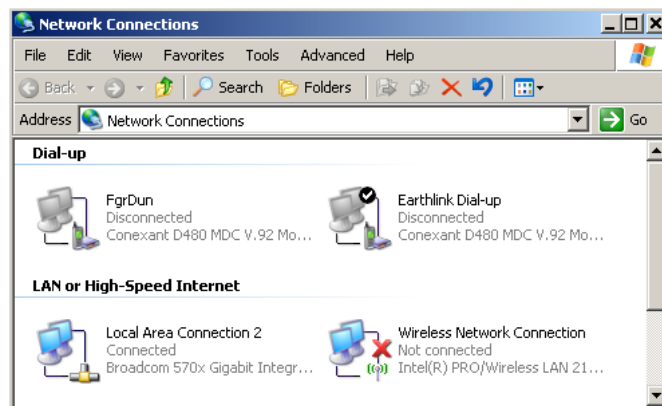 Network Connections
File Edit View Favorites Tools Advanced Help
Back Search Folders
Address Network Connections Go
Dial-up
FgrDun
Disconnected
Conexant D480 MDC V.92 Mo...
Earthlink Dial-up
Disconnected
Conexant D480 MDC V.92 Mo...
LAN or High-Speed Internet
Local Area Connection 2
Connected
Broadcom 570x Gigabit Integr...
Wireless Network Connection
Not connected
Intel(R) PRO/Wireless LAN 21...